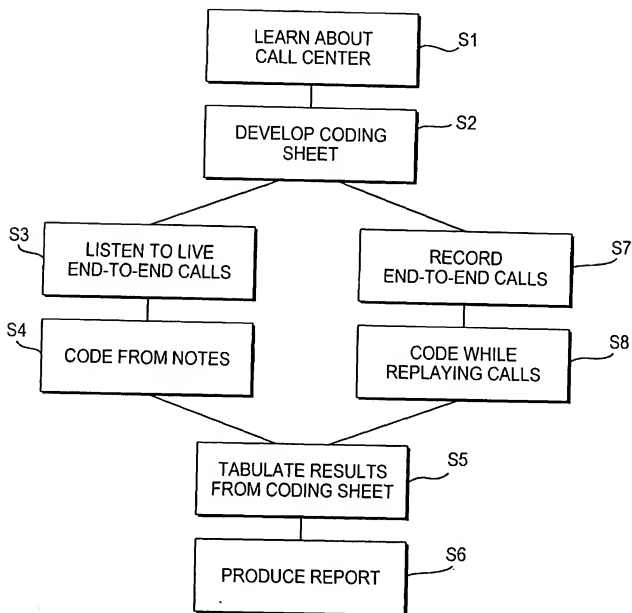 LEARN ABOUT
CALL CENTER
S1
DEVELOP CODING
SHEET
S2
S3
LISTEN TO LIVE
END-TO-END CALLS
S4
CODE FROM NOTES
RECORD
END-TO-END CALLS
S7
CODE WHILE
REPLAYING CALLS
S8
TABULATE RESULTS
FROM CODING SHEET
S5
PRODUCE REPORT
S6